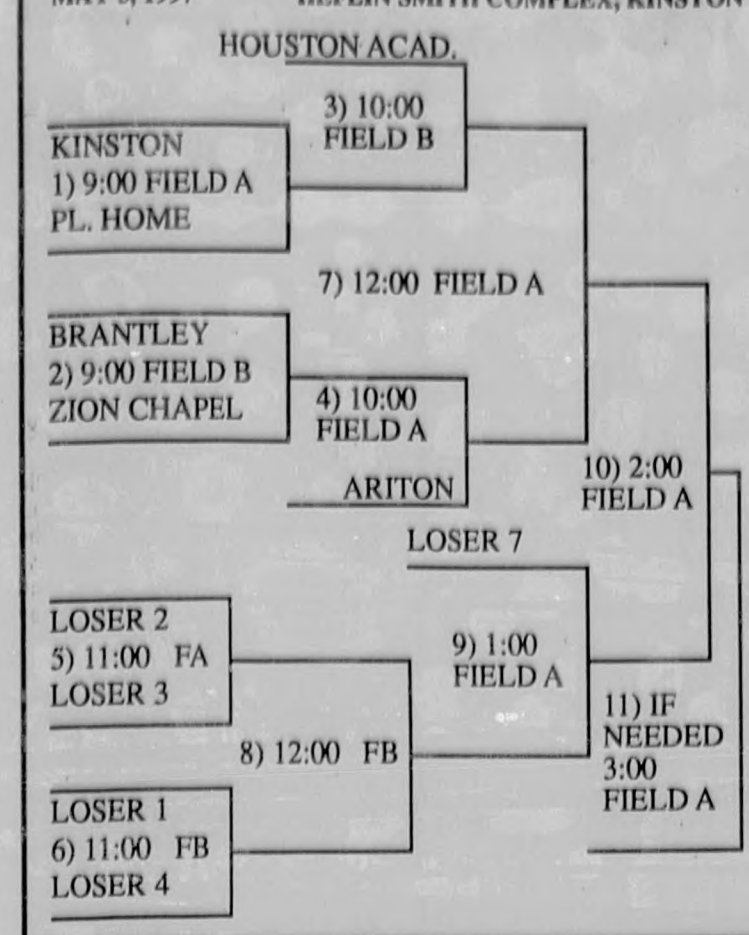 HOUSTON ACAD.
3) 10:00
FIELD B
KINSTON
1) 9:00 FIELD A
PL. HOME
7) 12:00 FIELD A
BRANTLEY
2) 9:00 FIELD B
ZION CHAPEL
4) 10:00
FIELD A
ARITON
10) 2:00
FIELD A
LOSER 7
LOSER 2
5) 11:00 FA
LOSER 3
9) 1:00
FIELD A
11) IF
NEEDED
3:00
FIELD A
8) 12:00 FB
LOSER 1
6) 11:00 FB
LOSER 4